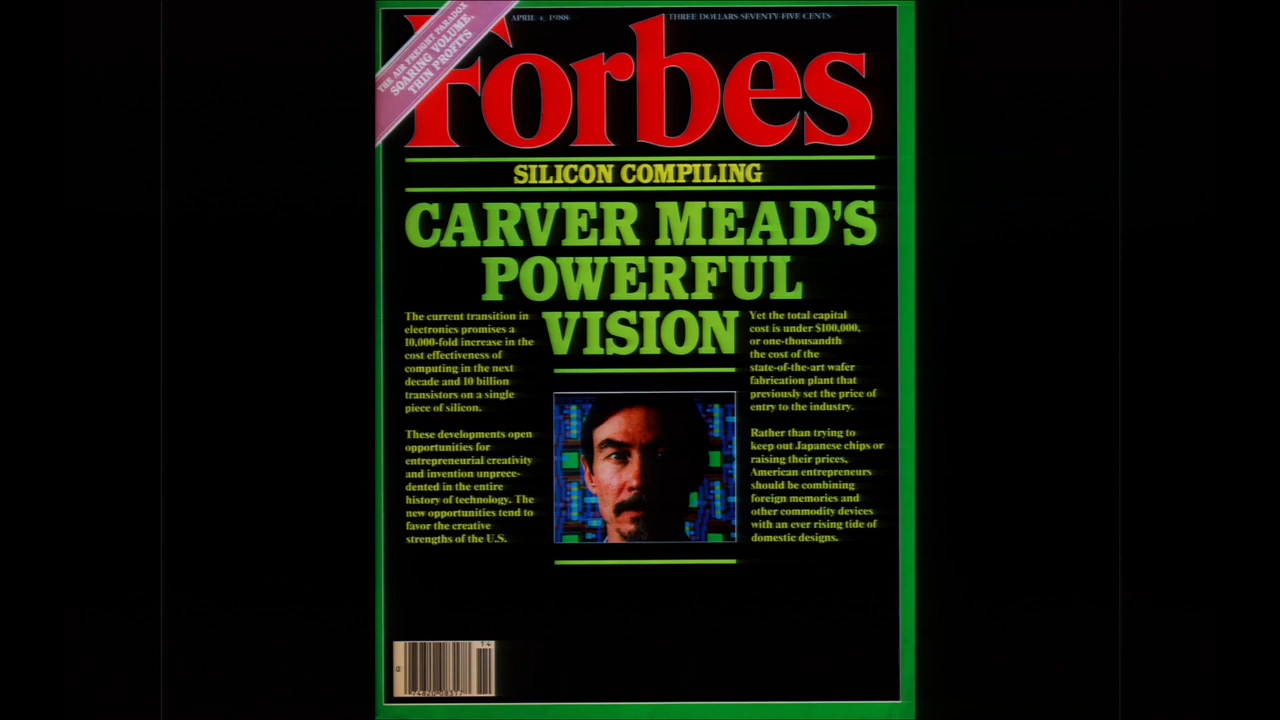 THE AIR FREIGHT PARADOX
SOARING VOLUME,
THIN PROFITS
APRIL 4, 1988
THREE DOLLARS SEVENTY-FIVE CENTS
Forbes
SILICON COMPILING
CARVER MEAD'S
POWERFUL
VISION
The current transition in
electronics promises a
10,000-fold increase in the
cost effectiveness of
computing in the next
decade and 10 billion
transistors on a single
piece of silicon.
These developments open
opportunities for
entrepreneurial creativity
and invention unprece-
dented in the entire
history of technology. The
new opportunities tend to
favor the creative
strengths of the U.S.
Yet the total capital
cost is under $100,000,
or one-thousandth
the cost of the
state-of-the-art wafer
fabrication plant that
previously set the price of
entry to the industry.
Rather than trying to
keep out Japanese chips or
raising their prices,
American entrepreneurs
should be combining
foreign memories and
other commodity devices
with an ever rising tide of
domestic designs.
14
0